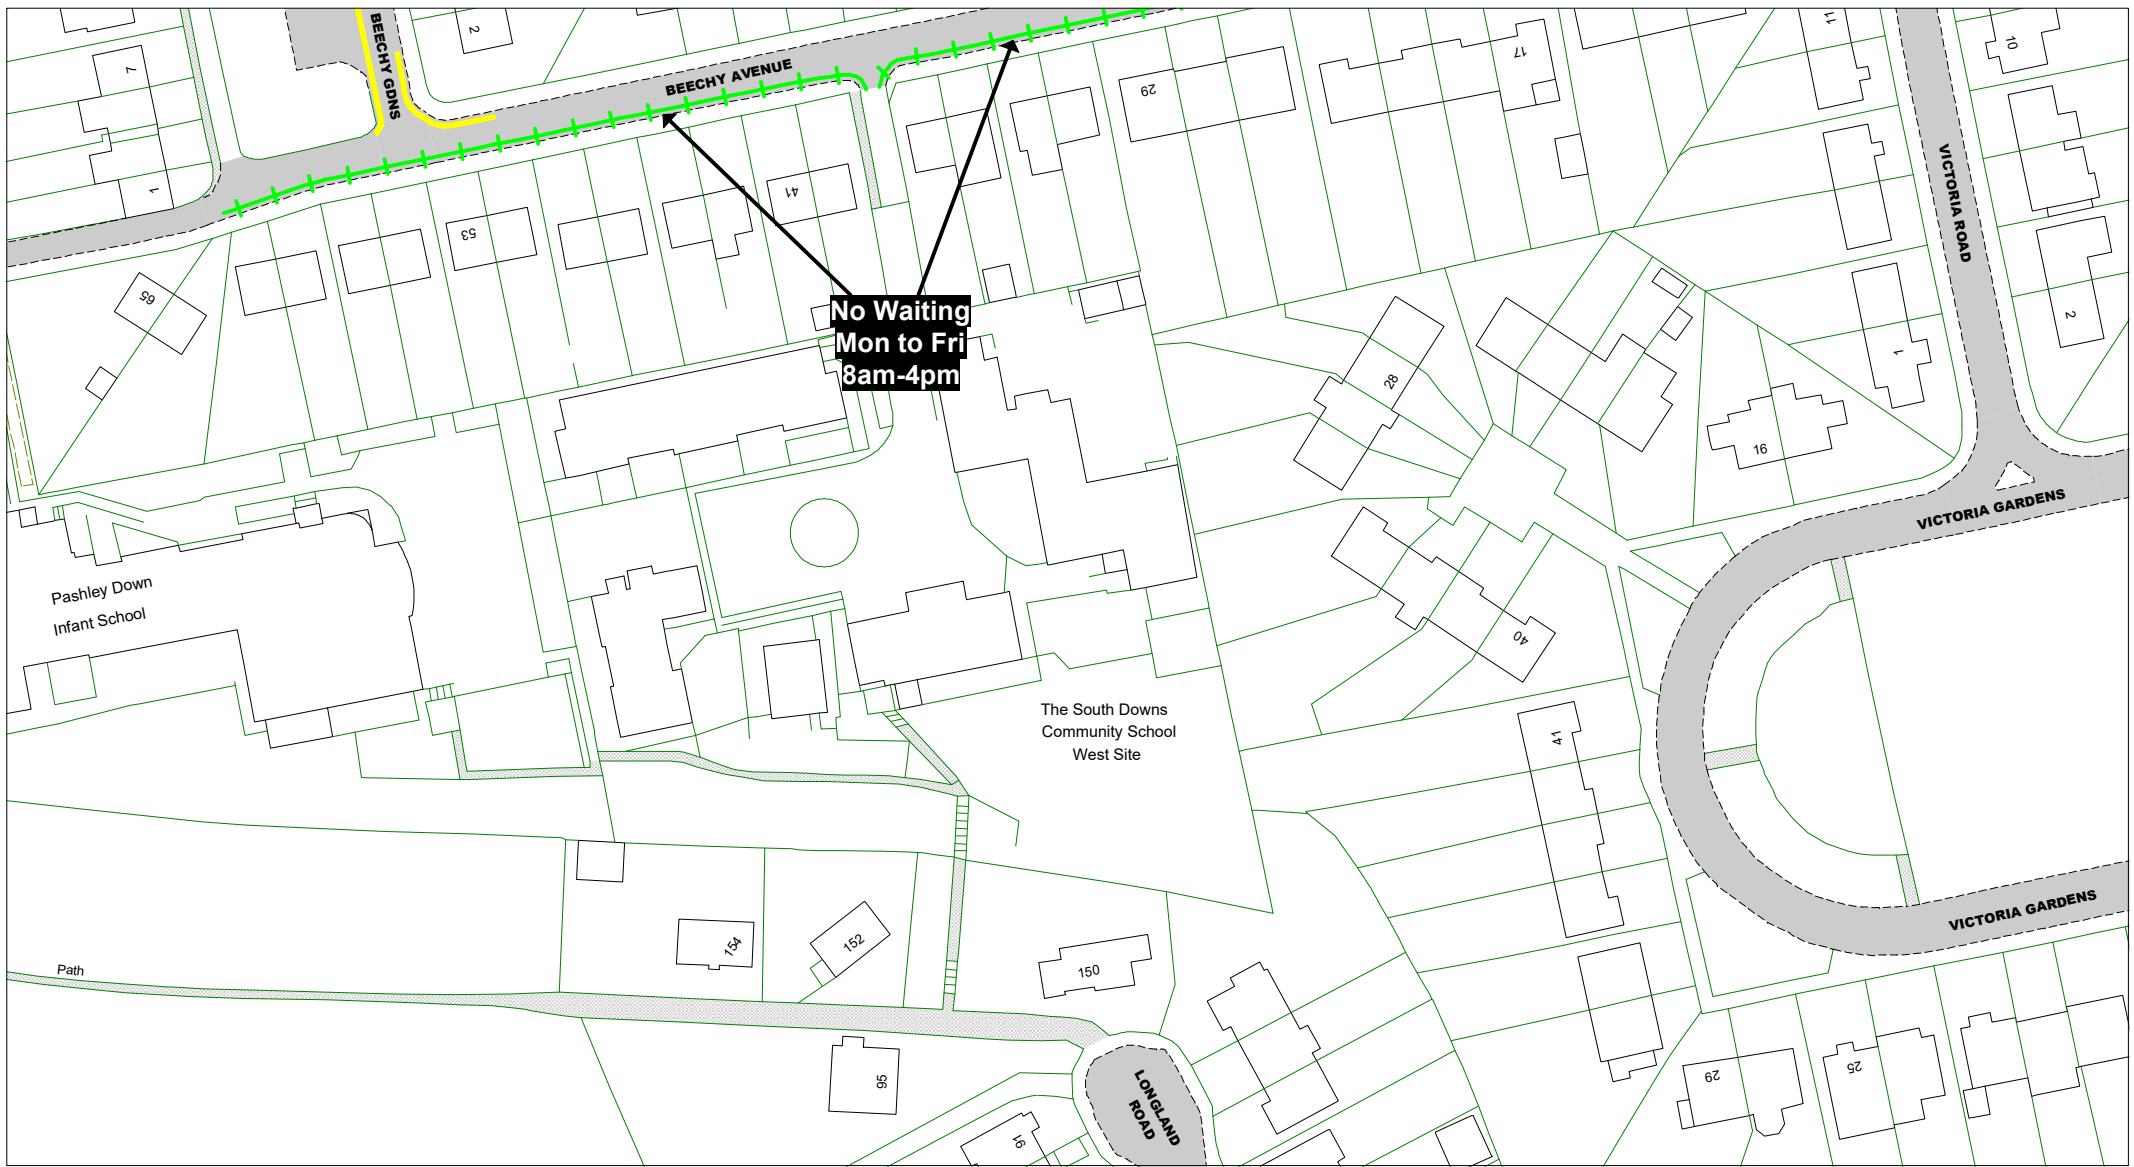 BEECHY GDNS
2
7
1
BEECHY AVENUE
29
17
11
10
VICTORIA ROAD
41
53
65
No Waiting
Mon to Fri
8am-4pm
28
1
2
16
VICTORIA GARDENS
Pashley Down
Infant School
40
The South Downs
Community School
West Site
41
VICTORIA GARDENS
154
152
150
Path
95
91
LONGLAND
ROAD
29
25